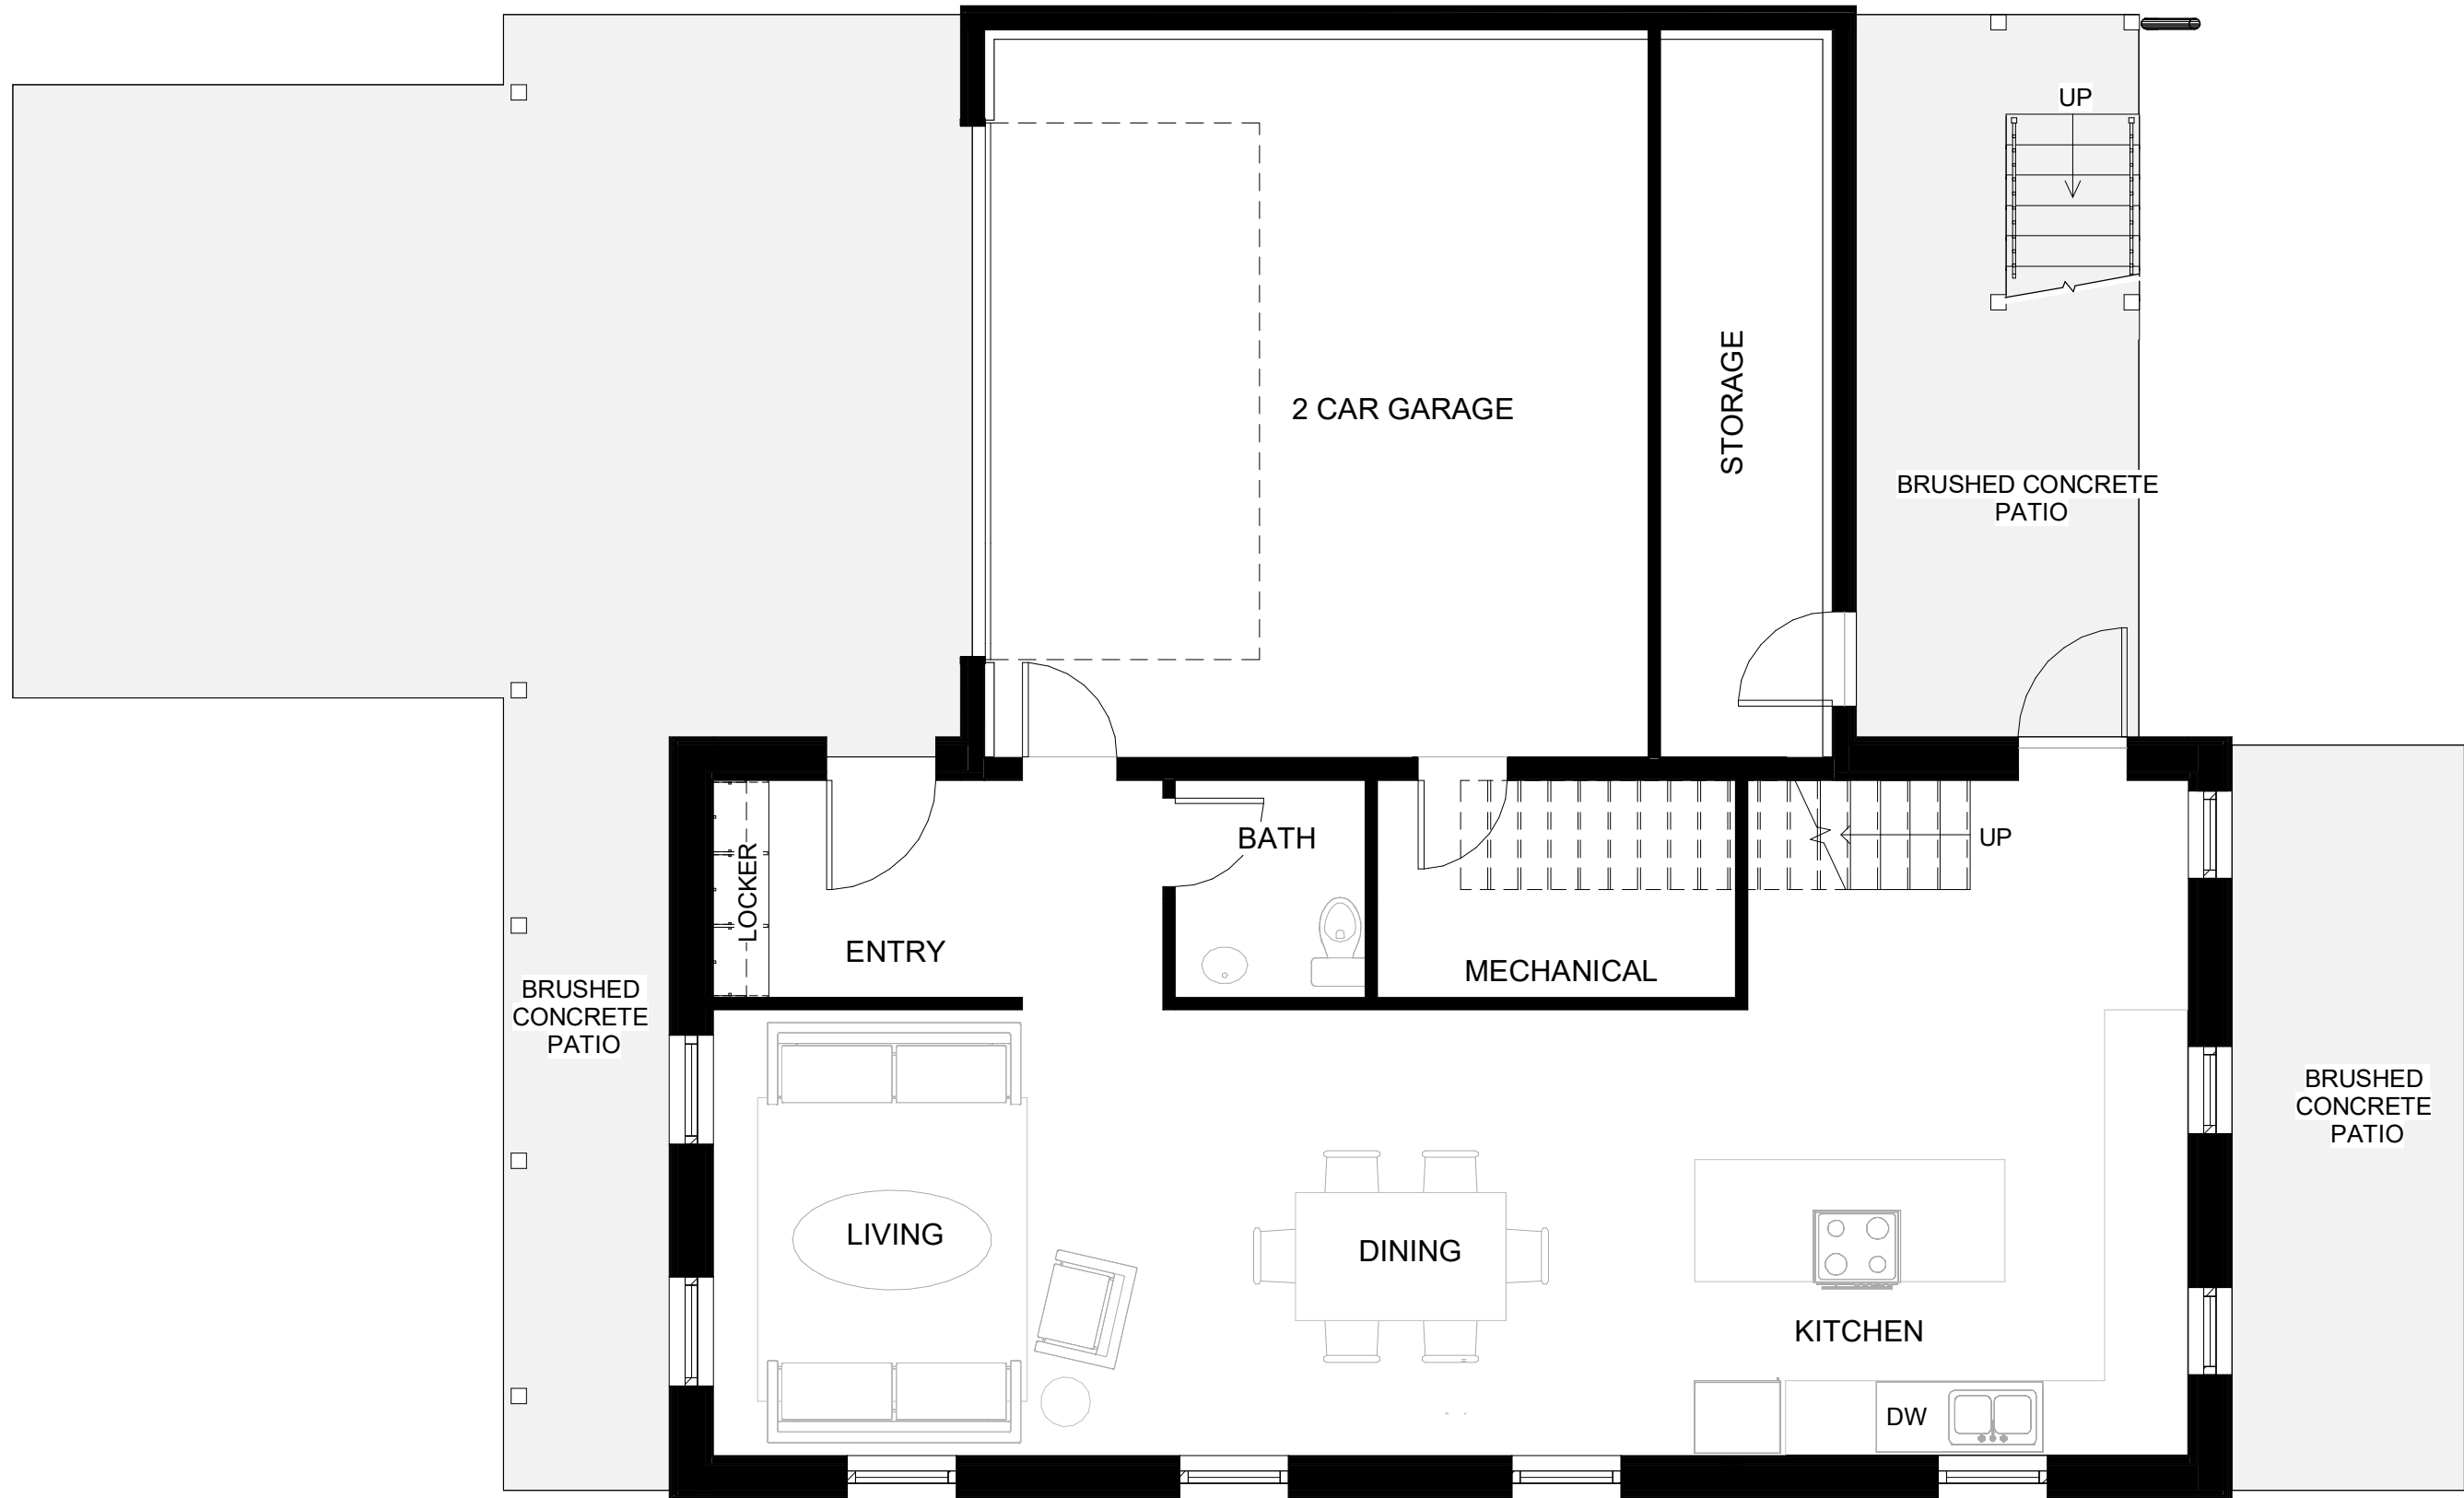 UP
2 CAR GARAGE
STORAGE
BRUSHED CONCRETE
PATIO
BATH
UP
LOCKER
ENTRY
MECHANICAL
BRUSHED
CONCRETE
PATIO
BRUSHED
CONCRETE
PATIO
LIVING
DINING
KITCHEN
DW